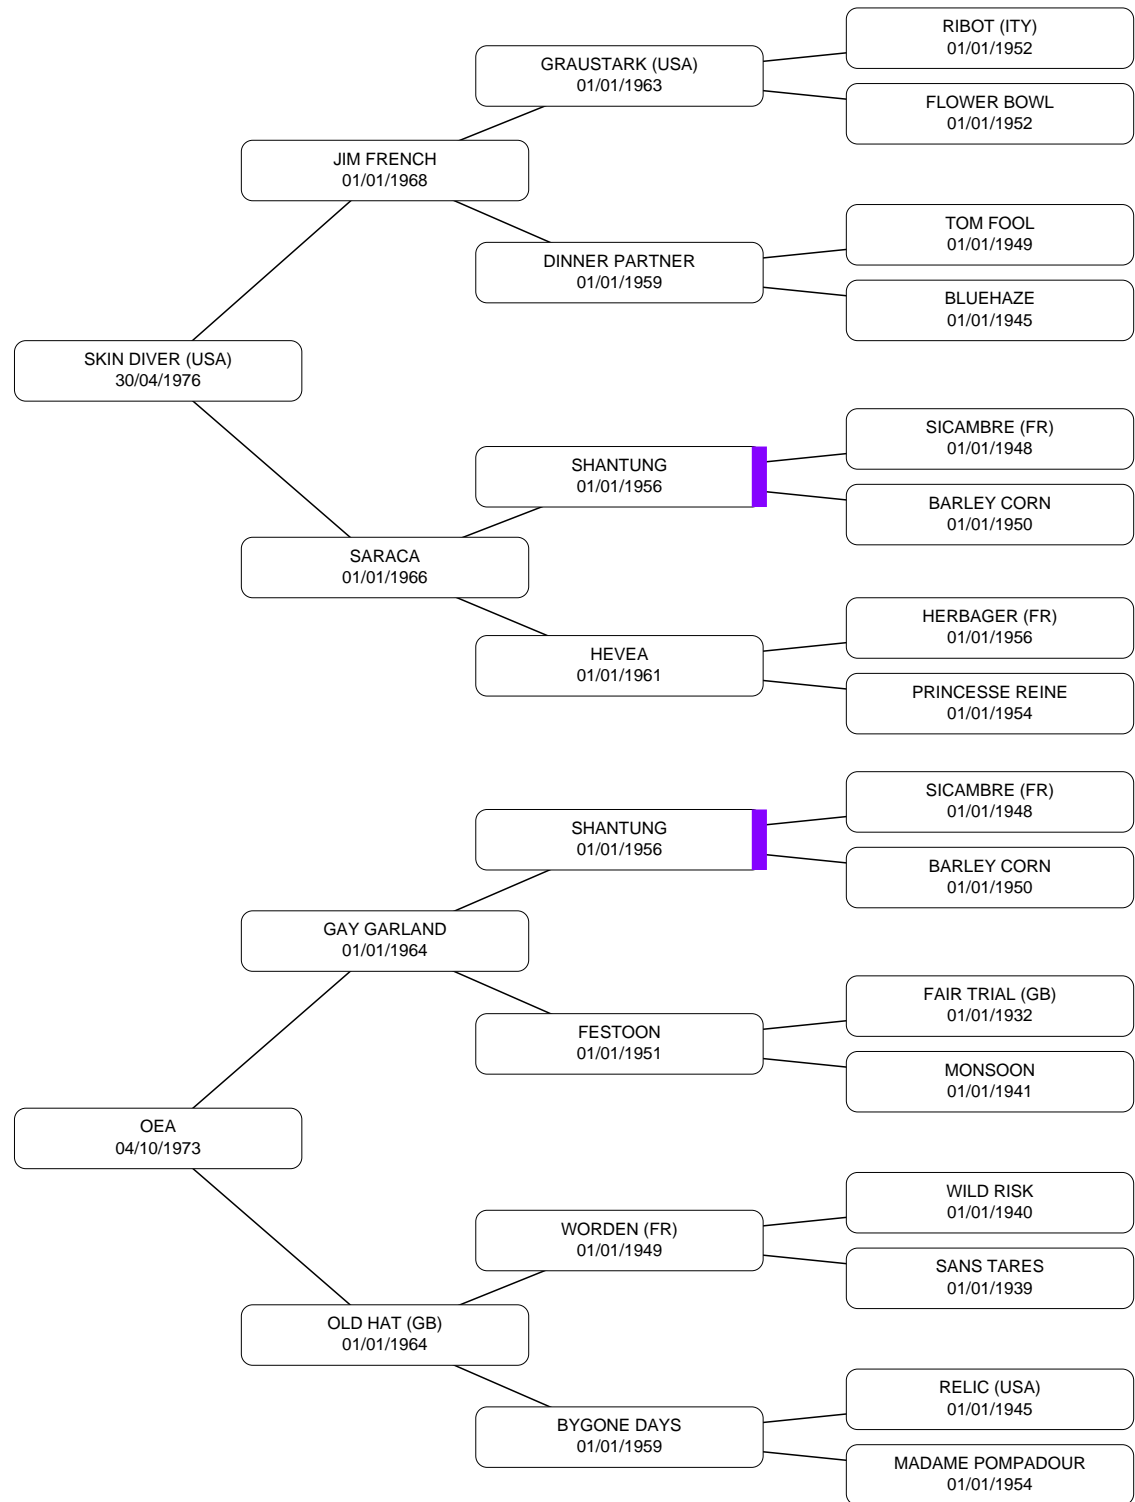 RIBOT (ITY)
01/01/1952
GRAUSTARK (USA)
01/01/1963
FLOWER BOWL
01/01/1952
JIM FRENCH
01/01/1968
TOM FOOL
01/01/1949
DINNER PARTNER
01/01/1959
BLUEHAZE
01/01/1945
SKIN DIVER (USA)
30/04/1976
SICAMBRE (FR)
01/01/1948
SHANTUNG
01/01/1956
BARLEY CORN
01/01/1950
SARACA
01/01/1966
HERBAGER (FR)
01/01/1956
HEVEA
01/01/1961
PRINCESSE REINE
01/01/1954
SICAMBRE (FR)
01/01/1948
SHANTUNG
01/01/1956
BARLEY CORN
01/01/1950
GAY GARLAND
01/01/1964
FAIR TRIAL (GB)
01/01/1932
FESTOON
01/01/1951
MONSOON
01/01/1941
OEA
04/10/1973
WILD RISK
01/01/1940
WORDEN (FR)
01/01/1949
SANS TARES
01/01/1939
OLD HAT (GB)
01/01/1964
RELIC (USA)
01/01/1945
BYGONE DAYS
01/01/1959
MADAME POMPADOUR
01/01/1954